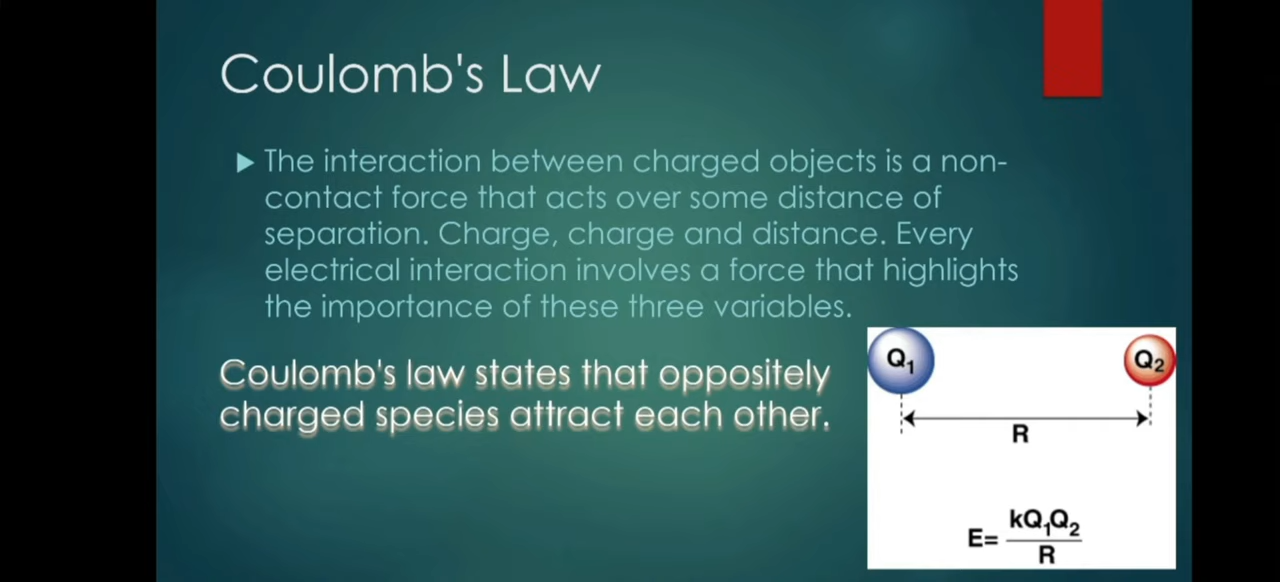 Coulomb's Law
The interaction between charged objects is a non-
contact force that acts over some distance of
separation. Charge, charge and distance. Every
electrical interaction involves a force that highlights
the importance of these three variables.
Coulomb's law states that oppositely
charged species attract each other.
Q₁ Q₂
R
E= kQ₁Q₂
R